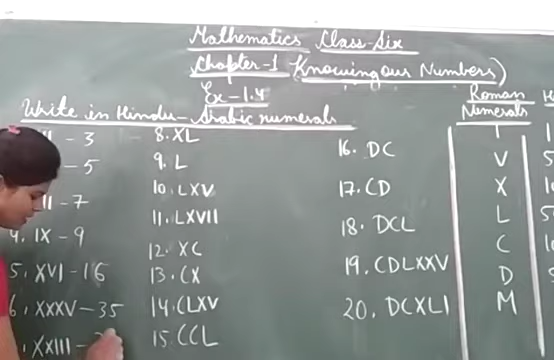 Mathematics Class-Six
Chapter-1 (Knowing our Numbers)
Ex-1.4
Write in Hindu-Arabic numerals
- 3
- 5
- 7
4. IX - 9
5. XVI - 16
6. XXXV - 35
XXIII -
8. XL
9. L
10. LXV
11. LXVII
12. XC
13. CX
14. CLXV
15. CCL
16. DC
17. CD
18. DCL
19. CDLXXV
20. DCXLI
Roman
Numerals
I
V
X
L
C
D
M